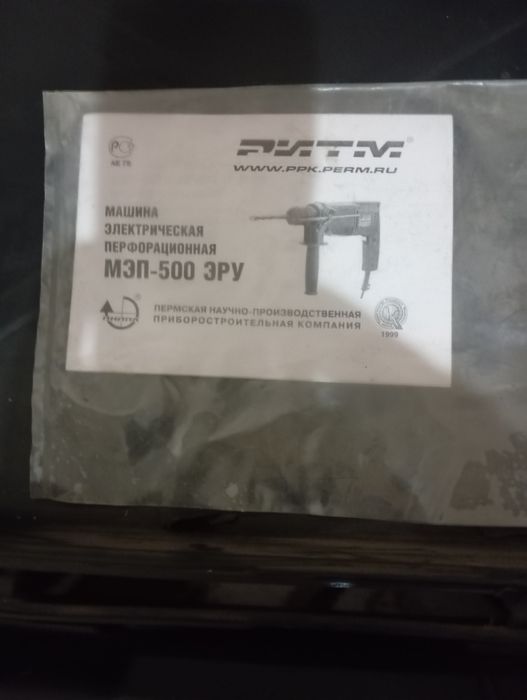 РИТМ
WWW.PPK.PERM.RU
МАШИНА
ЭЛЕКТРИЧЕСКАЯ
ПЕРФОРАЦИОННАЯ
МЭП-500 ЭРУ
ПЕРМСКАЯ НАУЧНО-ПРОИЗВОДСТВЕННАЯ
ПРИБОРОСТРОИТЕЛЬНАЯ КОМПАНИЯ
1999